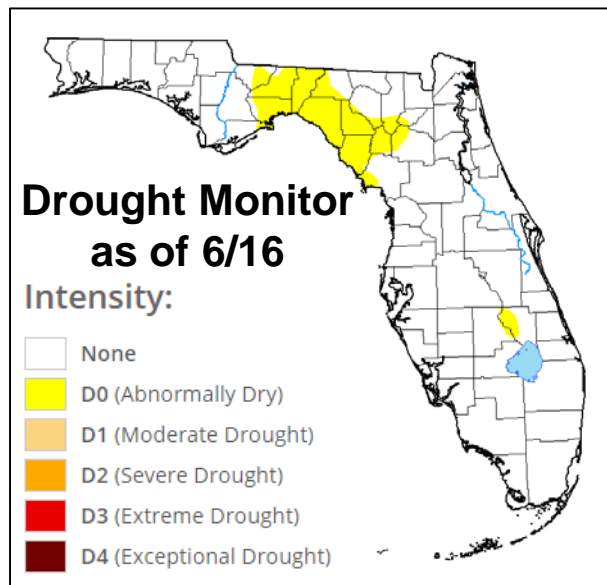 Drought Monitor
as of 6/16
Intensity:
None
D0 (Abnormally Dry)
D1 (Moderate Drought)
D2 (Severe Drought)
D3 (Extreme Drought)
D4 (Exceptional Drought)